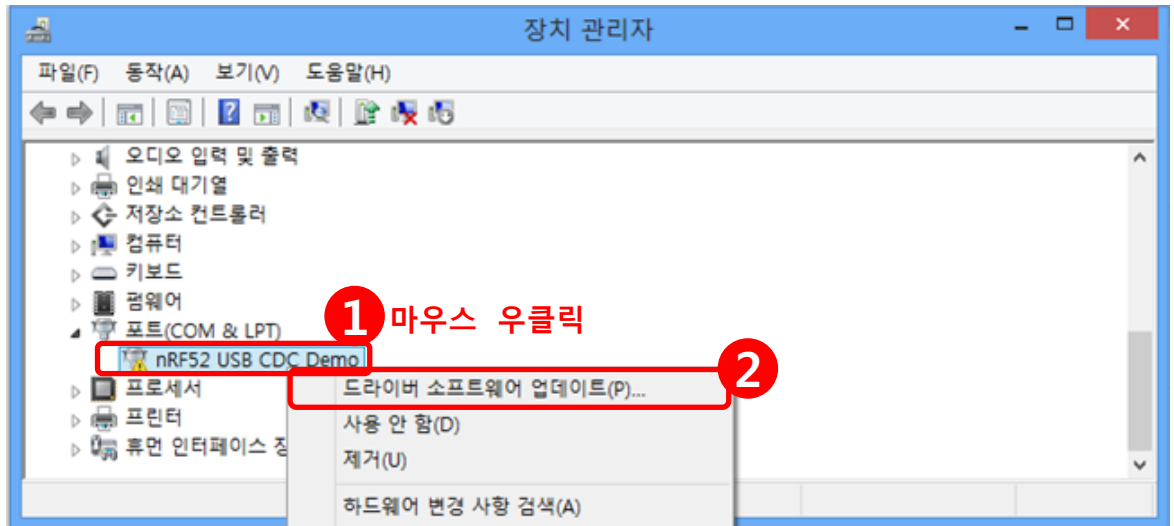 장치 관리자
파일(F) 동작(A) 보기(V) 도움말(H)
오디오 입력 및 출력
인쇄 대기열
저장소 컨트롤러
컴퓨터
키보드
펌웨어
1 마우스 우클릭
포트(COM & LPT)
nRF52 USB CDC Demo
2
드라이버 소프트웨어 업데이트(P)...
프로세서
사용 안 함(D)
프린터
휴먼 인터페이스 장
제거(U)
하드웨어 변경 사항 검색(A)